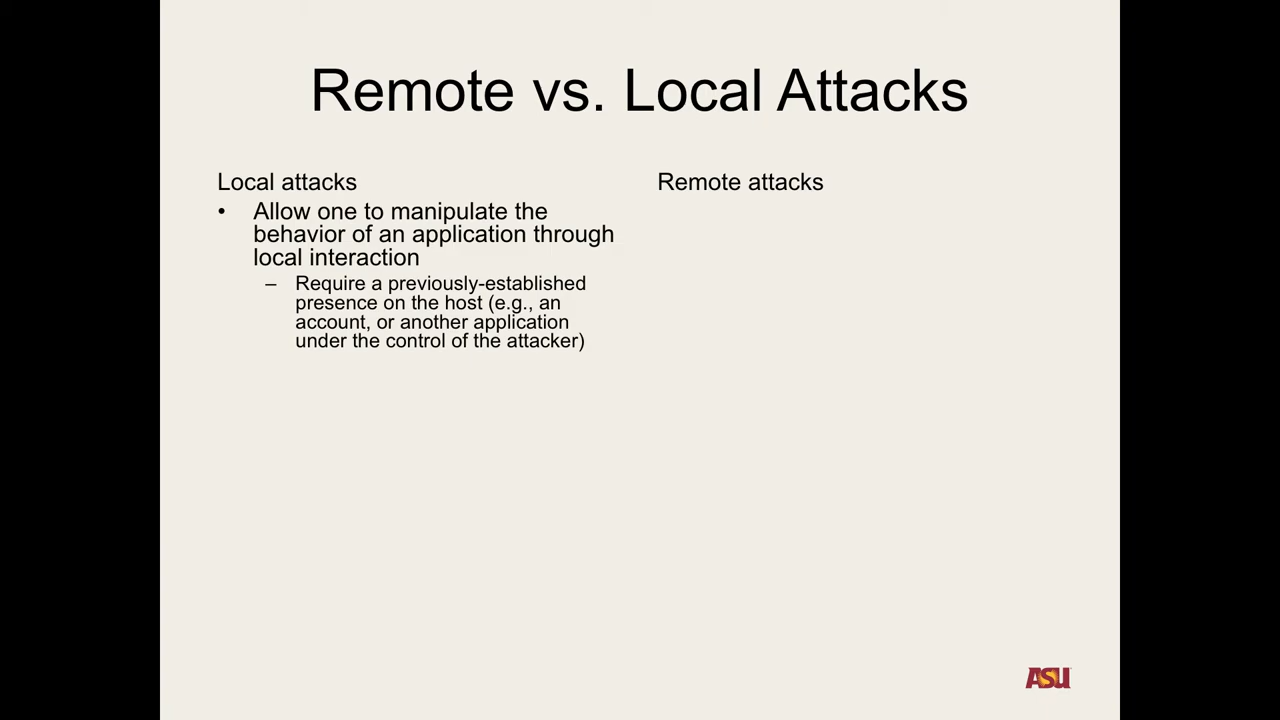 Remote vs. Local Attacks
Local attacks
• Allow one to manipulate the
behavior of an application through
local interaction
– Require a previously-established
presence on the host (e.g., an
account, or another application
under the control of the attacker)
Remote attacks
ASU